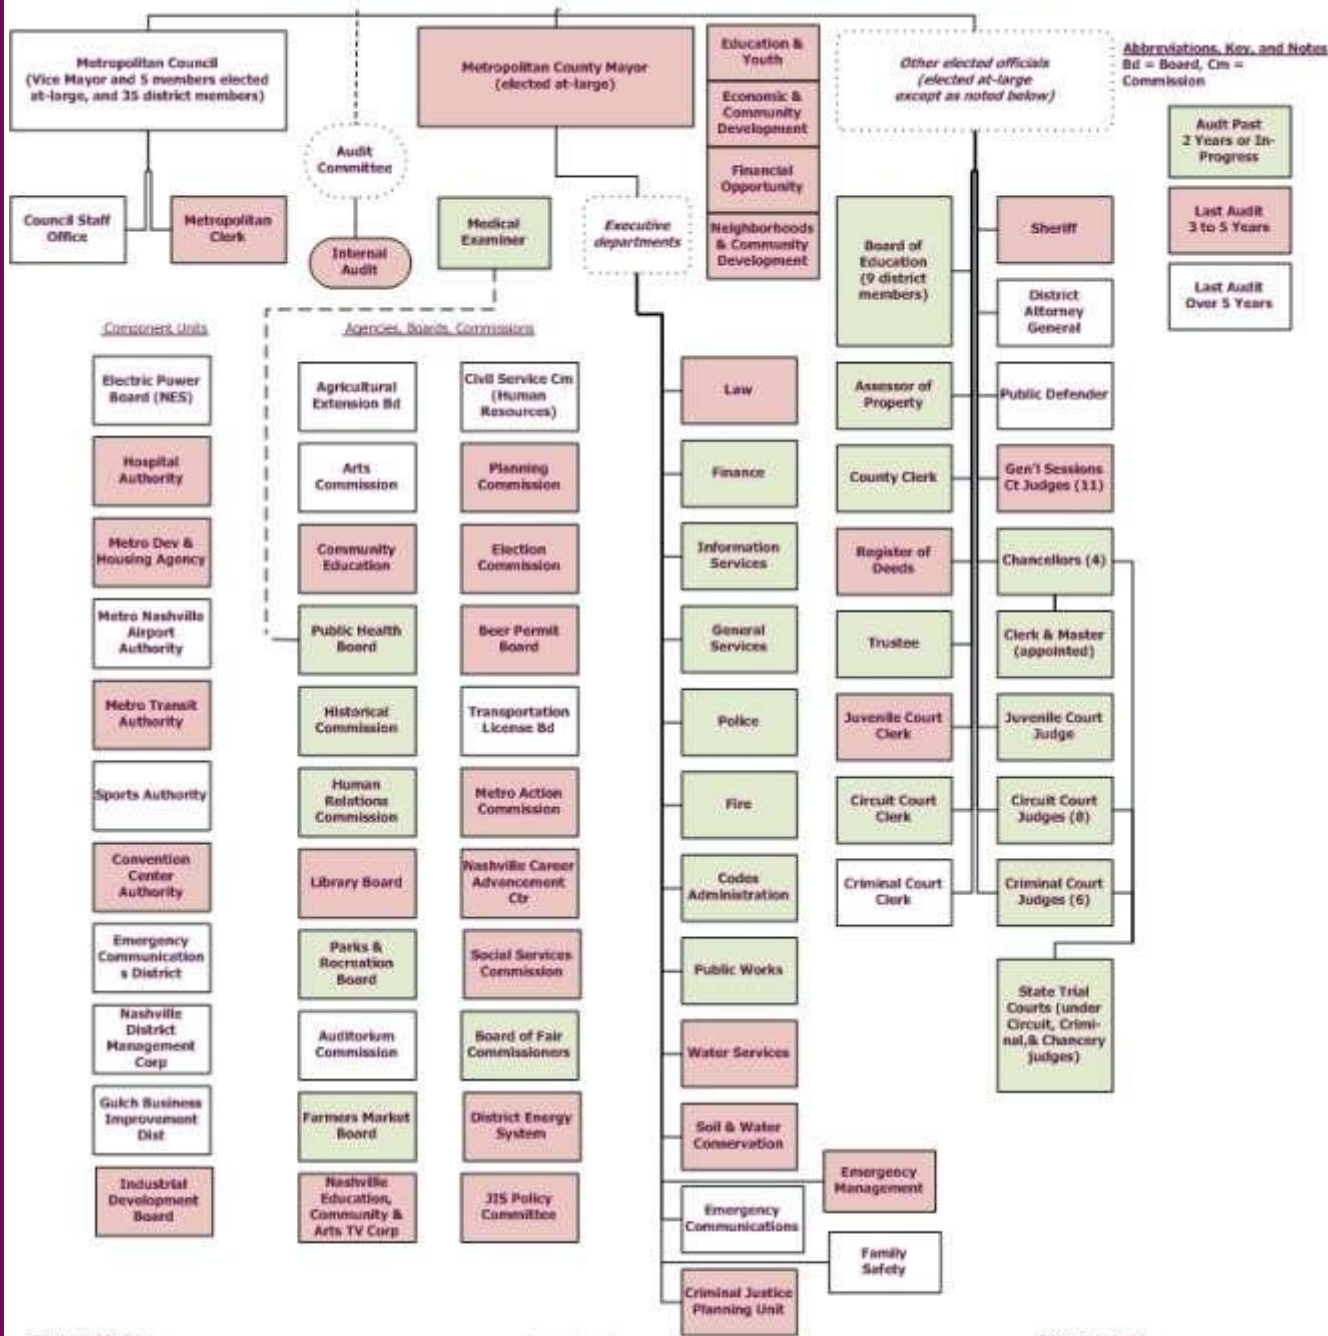 Metropolitan Council
(Vice Mayor and 5 members elected
at-large, and 35 district members)
Metropolitan County Mayor
(elected at-large)
Education &
Youth
Economic &
Community
Development
Financial
Opportunity
Neighborhoods
& Community
Development
Other elected officials
(elected at-large
except as noted below)
Abbreviations, Key, and Notes
Bd = Board, Cm =
Commission
Audt Past
2 Years or In-
Progress
Last Audit
3 to 5 Years
Last Audit
Over 5 Years
Audit
Committee
Council Staff
Office
Metropolitan
Clerk
Internal
Audit
Medical
Examiner
Executive
departments
Component Units
Electric Power
Board (NES)
Hospital
Authority
Metro Dev &
Housing Agency
Metro Nashville
Airport
Authority
Metro Transit
Authority
Sports Authority
Convention
Center
Authority
Emergency
Communication
s District
Nashville
District
Management
Corp
Gulch Business
Improvement
Dist
Industrial
Development
Board
Agencies, Boards, Commissions
Agricultural
Extension Bd
Arts
Commission
Community
Education
Public Health
Board
Historical
Commission
Human
Relations
Commission
Library Board
Parks &
Recreation
Board
Auditorium
Commission
Farmers Market
Board
Nashville
Education,
Community &
Arts TV Corp
Civil Service Cm
(Human
Resources)
Planning
Commission
Election
Commission
Beer Permit
Board
Transportation
License Bd
Metro Action
Commission
Nashville Career
Advancement
Ctr
Social Services
Commission
Board of Fair
Commissioners
District Energy
System
JIS Policy
Committee
Law
Finance
Information
Services
General
Services
Police
Fire
Codes
Administration
Public Works
Water Services
Soil & Water
Conservation
Emergency
Management
Emergency
Communications
Family
Safety
Criminal Justice
Planning Unit
Board of
Education
(9 district
members)
Assessor of
Property
County Clerk
Register of
Deeds
Trustee
Juvenile Court
Clerk
Circuit Court
Clerk
Criminal Court
Clerk
Sheriff
District
Attorney
General
Public Defender
Gen'l Sessions
Ct Judges (11)
Chancellors (4)
Clerk & Master
(appointed)
Juvenile Court
Judge
Circuit Court
Judges (8)
Criminal Court
Judges (6)
State Trial
Courts (under
Circuit, Crimi-
nal,& Chancery
judges)